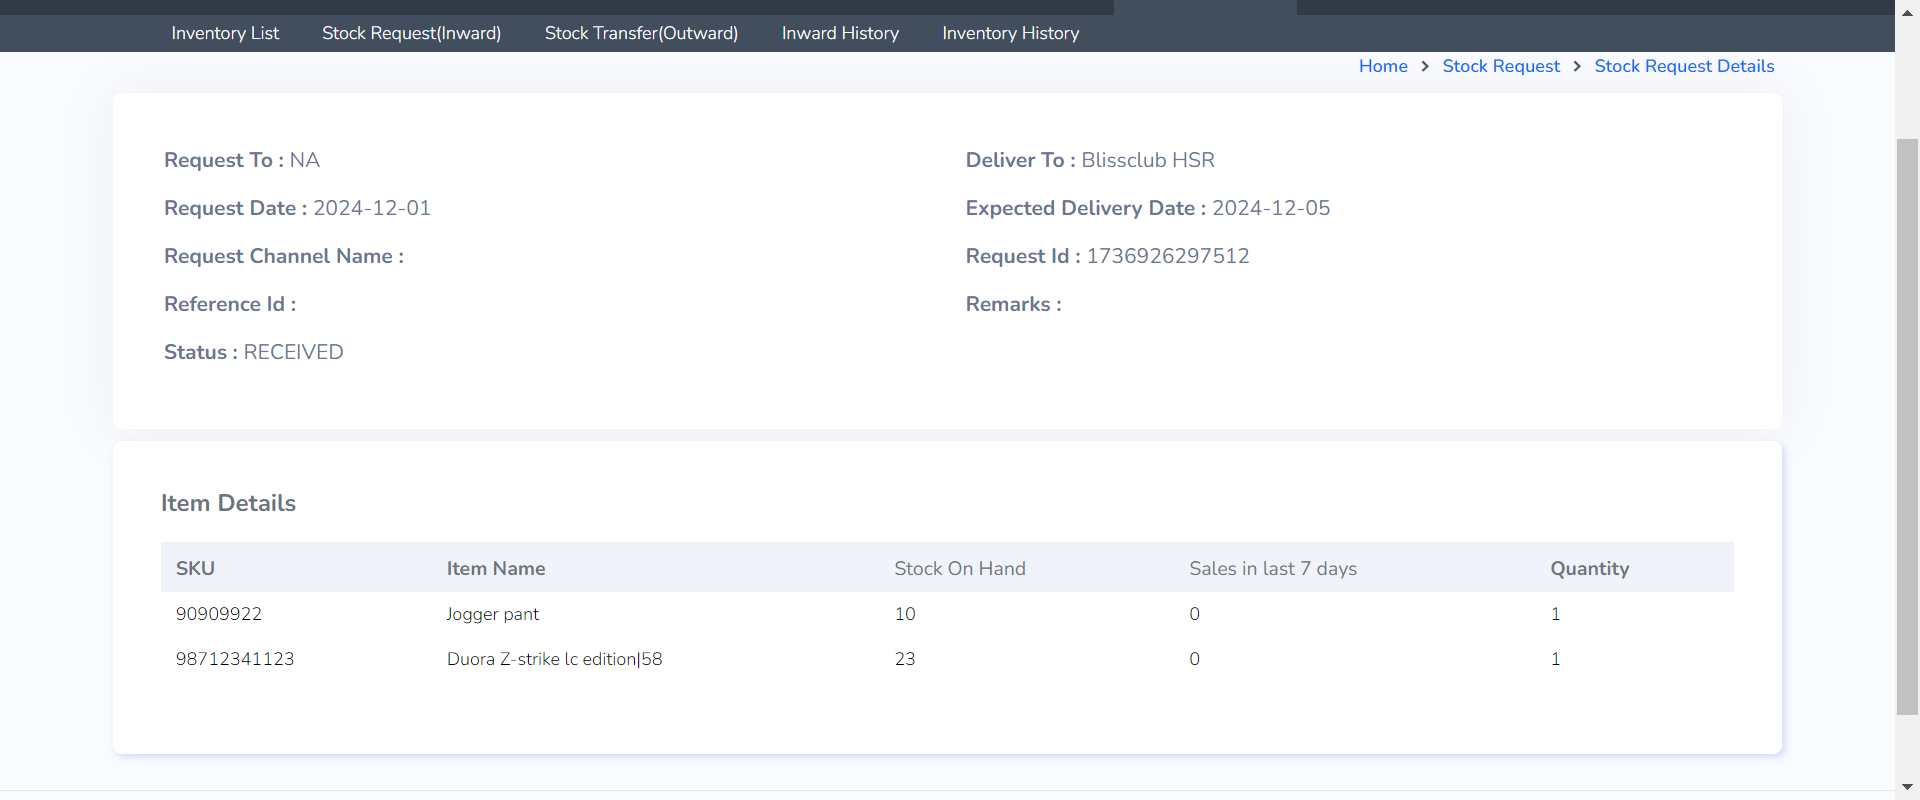 Inventory List Stock Request(Inward) Stock Transfer(Outward) Inward History Inventory History
Home > Stock Request > Stock Request Details
Request To : NA
Deliver To : Blissclub HSR
Request Date : 2024-12-01
Expected Delivery Date : 2024-12-05
Request Channel Name :
Request Id : 1736926297512
Reference Id :
Remarks :
Status : RECEIVED
Item Details
SKU Item Name Stock On Hand Sales in last 7 days Quantity
90909922 Jogger pant 10 0 1
98712341123 Duora Z-strike lc edition|58 23 0 1